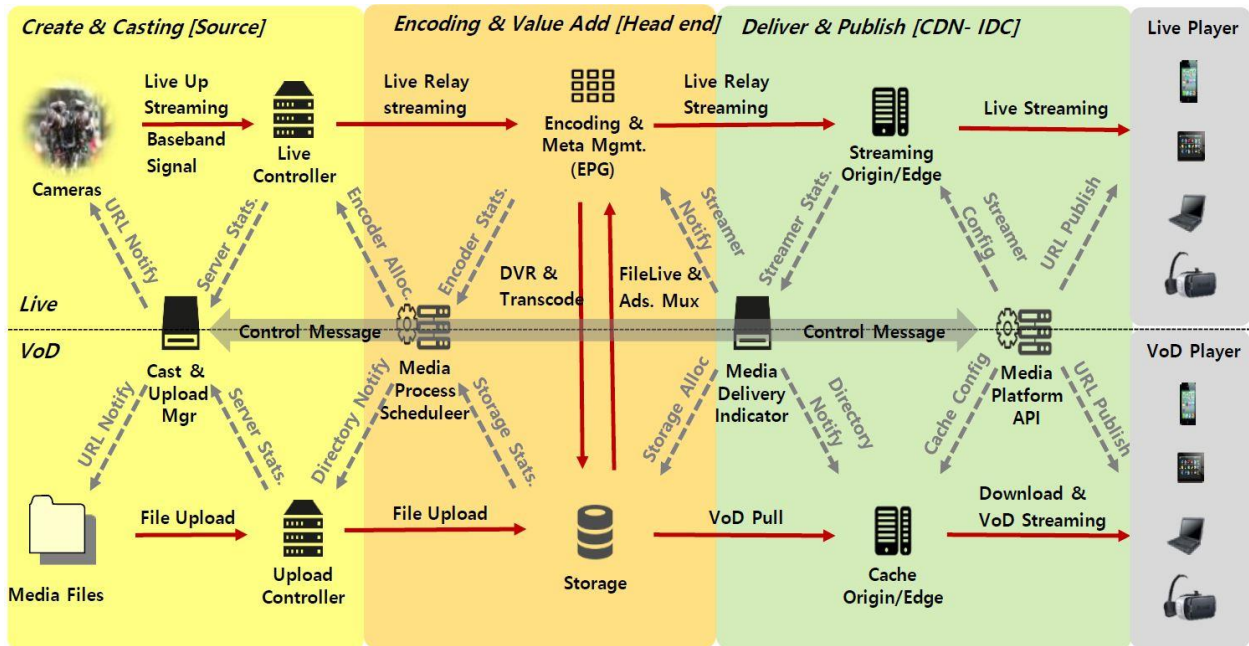 Create & Casting [Source]
Encoding & Value Add [Head end]
Deliver & Publish [CDN- IDC]
Live Player
Live Up
Streaming
Baseband
Signal
Live Relay
streaming
Live Relay
Streaming
Live Streaming
Cameras
Live
Controller
Encoding &
Meta Mgmt.
(EPG)
Streaming
Origin/Edge
URL Notify
Server Stats.
Encoder Alloc.
Encoder Stats.
DVR &
Transcode
FileLive &
Ads. Mux
Streamer
Notify
Streamer Stats.
Streamer
Config
URL Publish
Live
Control Message
Control Message
VoD
VoD Player
Cast &
Upload
Mgr
Media
Process
Scheduleer
Media
Delivery
Indicator
Media
Platform
API
URL Notify
Server Stats.
Directory Notify
Storage Stats.
Storage Alloc
Directory
Notify
Cache Config
URL Publish
File Upload
File Upload
VoD Pull
Download &
VoD Streaming
Media Files
Upload
Controller
Storage
Cache
Origin/Edge